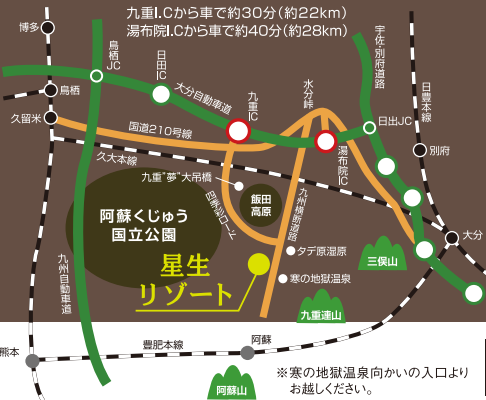 九重I.Cから車で約30分(約22km)
湯布院I.Cから車で約40分(約28km)
博多
鳥栖JC
日田IC
大分自動車道
九重IC
水分峠
宇佐・別府道路
日豊本線
鳥栖
久留米
国道210号線
日出JC
湯布院IC
別府
久大本線
九重“夢”大吊橋
四季彩ロード
飯田
高原
九州横断道路
阿蘇くじゅう
国立公園
大分
タデ原湿原
三俣山
星生
リゾート
九州自動車道
寒の地獄温泉
九重連山
熊本
豊肥本線
阿蘇
阿蘇山
※寒の地獄温泉向かいの入口より
お越しください。